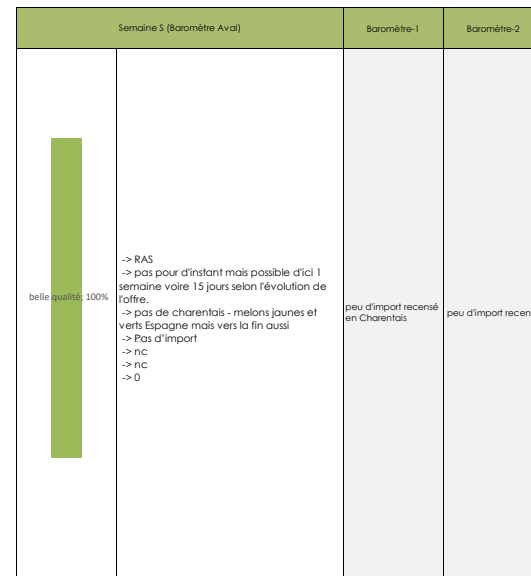 Semaine S (Baromètre Aval)
Baromètre-1
Baromètre-2
belle qualité; 100%
-> RAS
-> pas pour d'instant mais possible d'ici 1
semaine voire 15 jours selon l'évolution de
l'offre.
-> pas de charentais - melons jaunes et
verts Espagne mais vers la fin aussi
-> Pas d'import
-> nc
-> nc
-> 0
peu d'import recensé
en Charentais
peu d'import recen